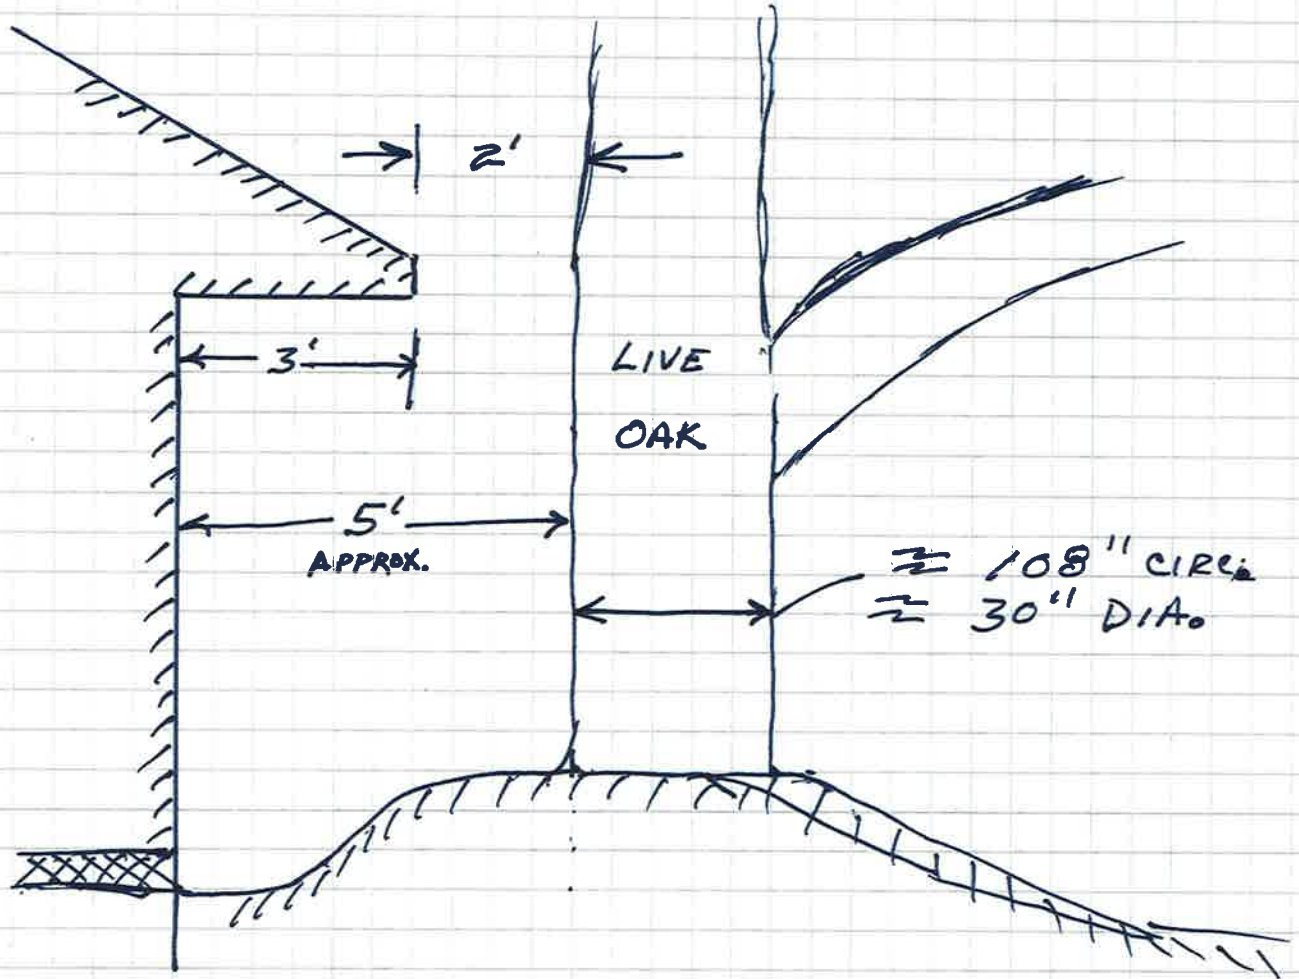 2'
3'
LIVE
OAK
5'
APPROX.
≈ 108" CIRC.
≈ 30" DIA.